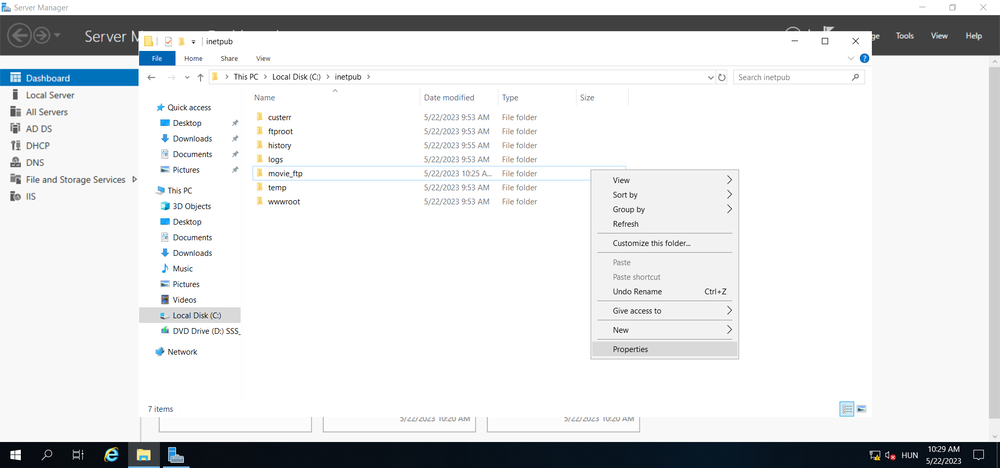 Server Manager
Server M
Tools
View
Help
inetpub
File
Home
Share
View
This PC
Local Disk (C:)
inetpub
Search inetpub
Dashboard
Local Server
All Servers
AD DS
DHCP
DNS
File and Storage Services
IIS
Quick access
Desktop
Downloads
Documents
Pictures
This PC
3D Objects
Desktop
Documents
Downloads
Music
Pictures
Videos
Local Disk (C:)
DVD Drive (D:) SSS_
Network
Name Date modified Type Size
custerr 5/22/2023 9:53 AM File folder
ftproot 5/22/2023 9:53 AM File folder
history 5/22/2023 9:55 AM File folder
logs 5/22/2023 9:53 AM File folder
movie_ftp 5/22/2023 10:25 A... File folder
temp 5/22/2023 9:53 AM File folder
wwwroot 5/22/2023 9:53 AM File folder
View
Sort by
Group by
Refresh
Customize this folder...
Paste
Paste shortcut
Undo Rename Ctrl+Z
Give access to
New
Properties
7 items
5/22/2023 10:20 AM
5/22/2023 10:20 AM
HUN
10:29 AM
5/22/2023